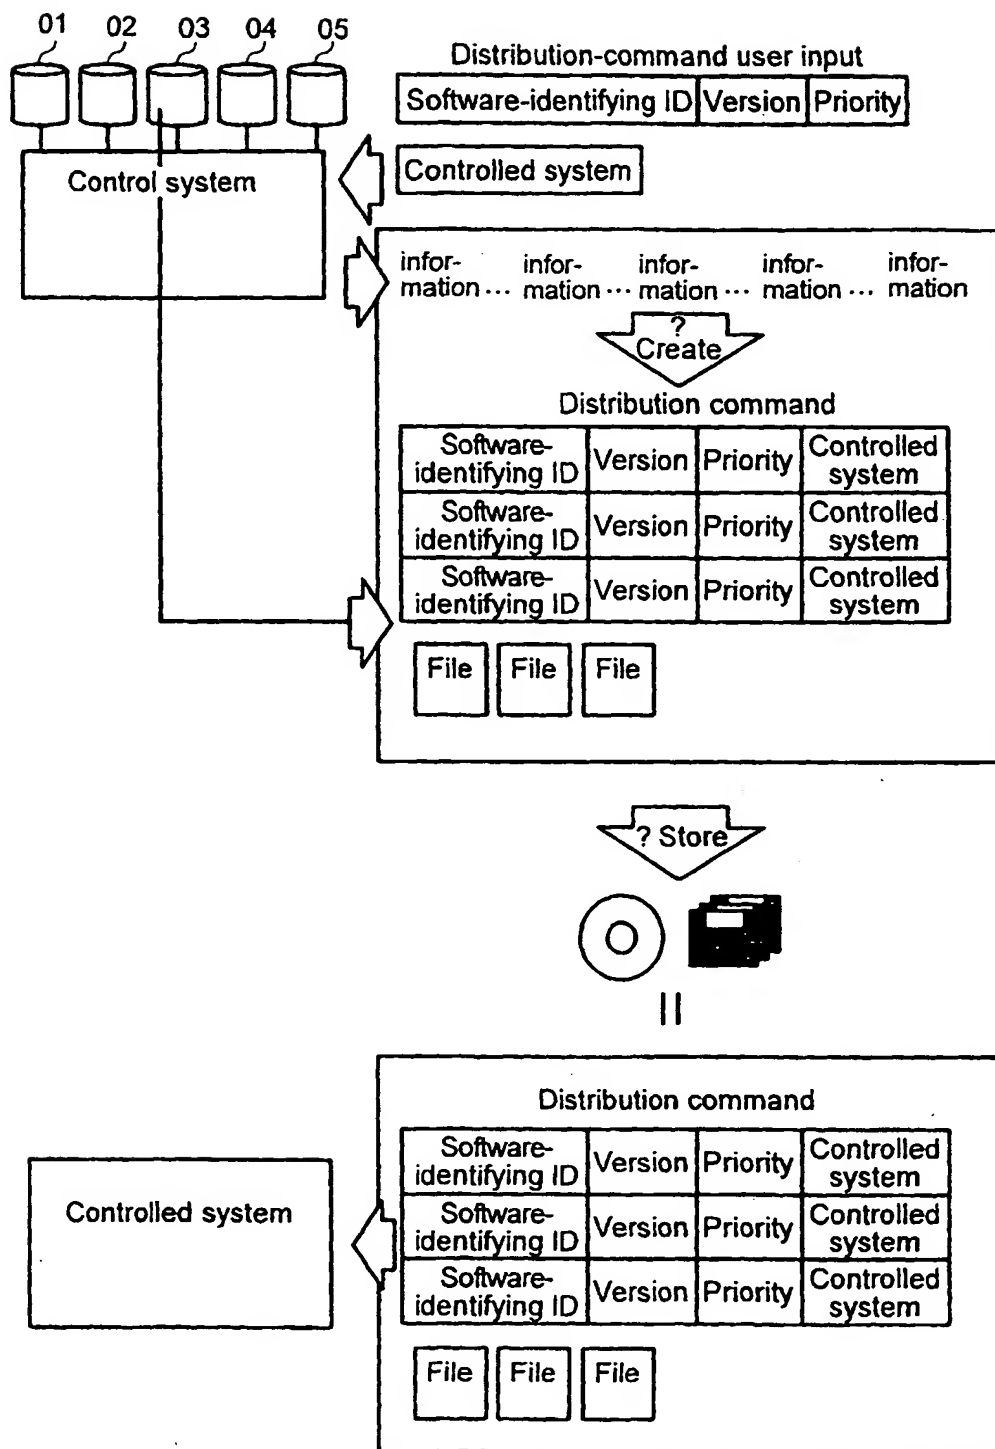 01 02 03 04 05
Distribution-command user input
Software-identifying ID Version Priority
Controlled system
Control system
infor- infor- infor- infor- infor-
mation ... mation ... mation ... mation ... mation
?
Create
Distribution command
Software- Version Priority Controlled
identifying ID system
Software- Version Priority Controlled
identifying ID system
Software- Version Priority Controlled
identifying ID system
File File File
? Store
Distribution command
Software- Version Priority Controlled
identifying ID system
Software- Version Priority Controlled
identifying ID system
Software- Version Priority Controlled
identifying ID system
Controlled system
File File File